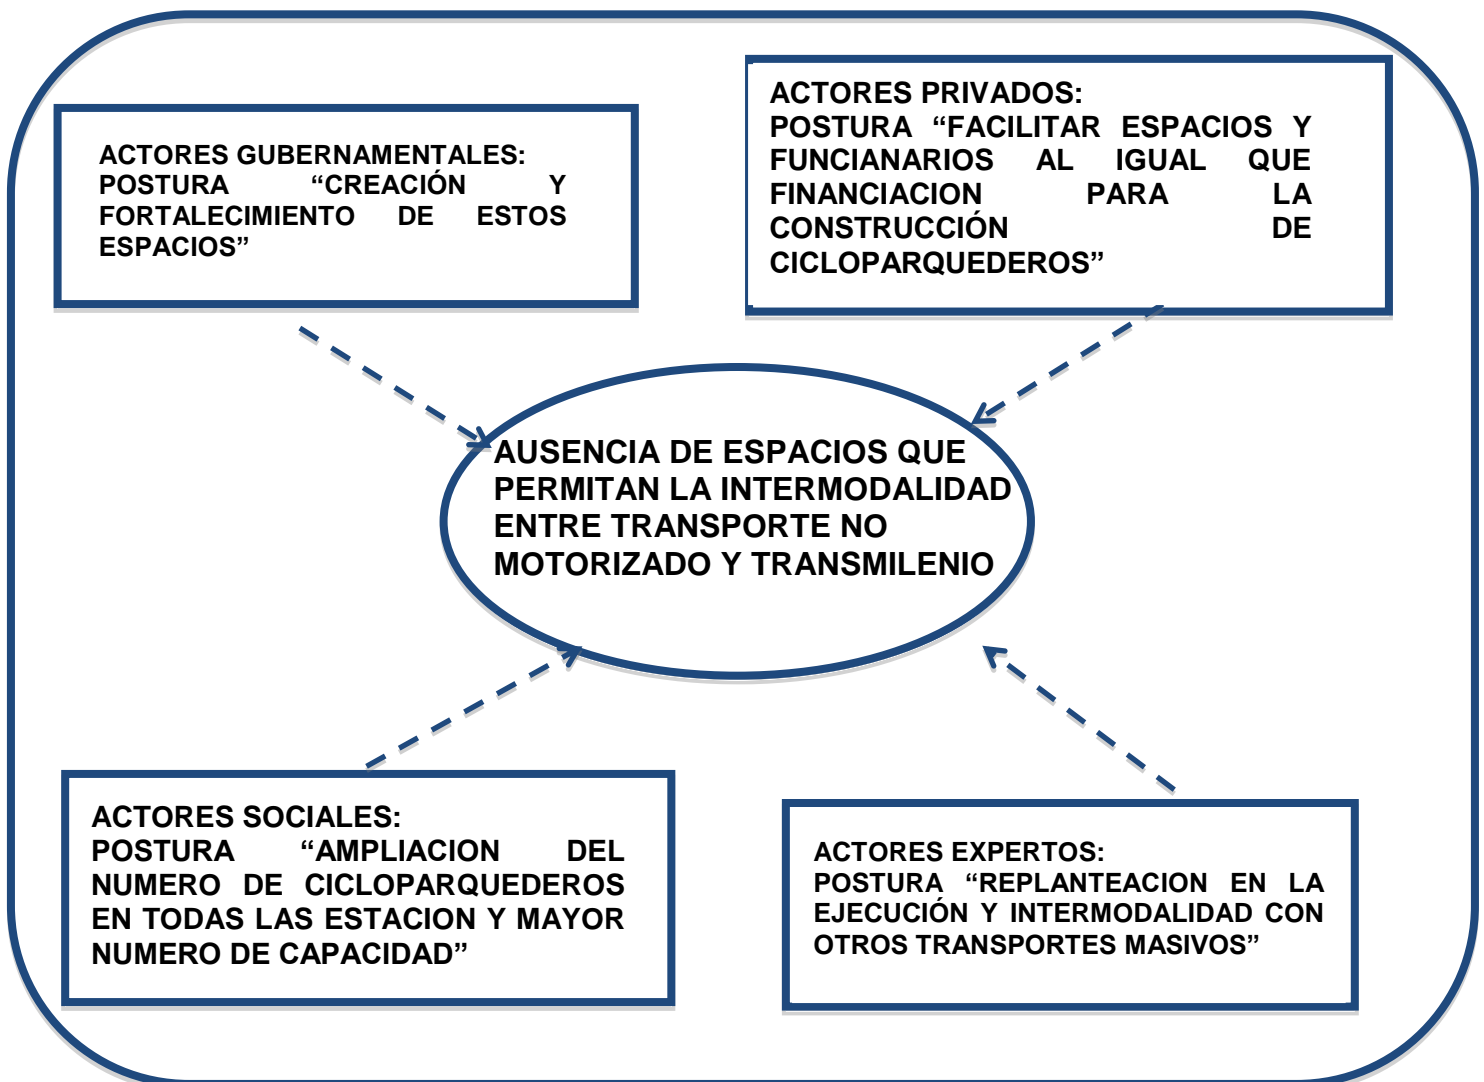 ACTORES GUBERNAMENTALES:
POSTURA “CREACIÓN Y
FORTALECIMIENTO DE ESTOS
ESPACIOS”
ACTORES PRIVADOS:
POSTURA “FACILITAR ESPACIOS Y
FUNCIANARIOS AL IGUAL QUE
FINANCIACION PARA LA
CONSTRUCCIÓN DE
CICLOPARQUEDEROS”
AUSENCIA DE ESPACIOS QUE
PERMITAN LA INTERMODALIDAD
ENTRE TRANSPORTE NO
MOTORIZADO Y TRANSMILENIO
ACTORES SOCIALES:
POSTURA “AMPLIACION DEL
NUMERO DE CICLOPARQUEDEROS
EN TODAS LAS ESTACION Y MAYOR
NUMERO DE CAPACIDAD”
ACTORES EXPERTOS:
POSTURA “REPLANTEACION EN LA
EJECUCIÓN Y INTERMODALIDAD CON
OTROS TRANSPORTES MASIVOS”